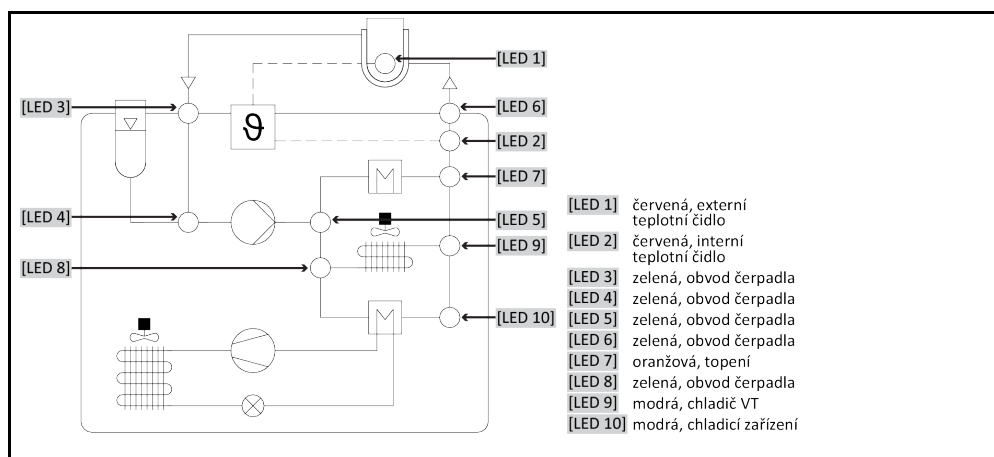 [LED 1]
[LED 3]
[LED 6]
ϑ
[LED 2]
[LED 7]
[LED 4]
[LED 5]
[LED 9]
[LED 8]
[LED 10]
[LED 1] červená, externí
teplotní čidlo
[LED 2] červená, interní
teplotní čidlo
[LED 3] zelená, obvod čerpadla
[LED 4] zelená, obvod čerpadla
[LED 5] zelená, obvod čerpadla
[LED 6] zelená, obvod čerpadla
[LED 7] oranžová, topení
[LED 8] zelená, obvod čerpadla
[LED 9] modrá, chladič VT
[LED 10] modrá, chladicí zařízení